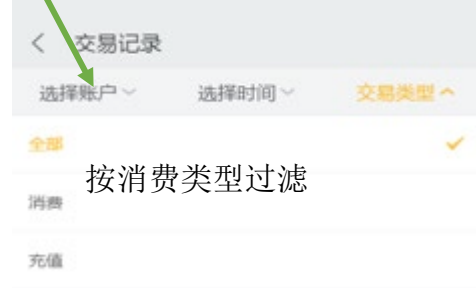 交易记录
选择账户 选择时间 交易类型
全部
按消费类型过滤
消费
充值